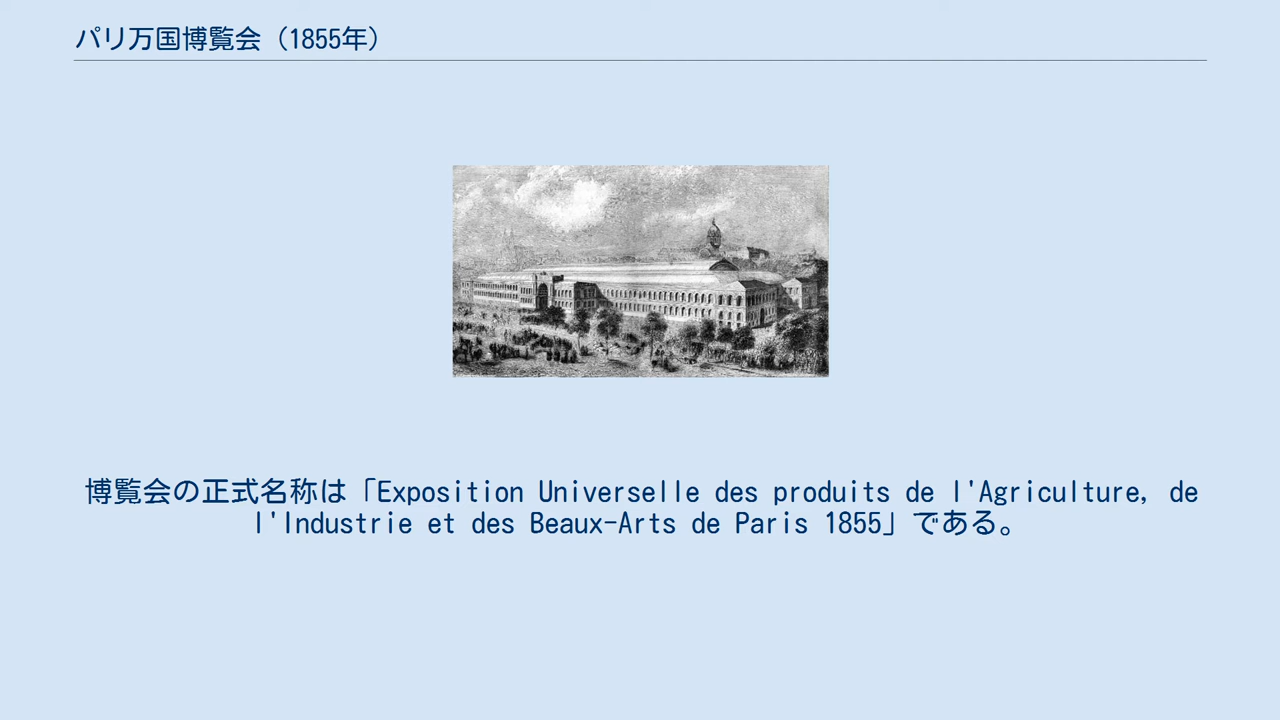 パリ万国博覧会（1855年）
博覧会の正式名称は「Exposition Universelle des produits de l'Agriculture, de
l'Industrie et des Beaux-Arts de Paris 1855」である。